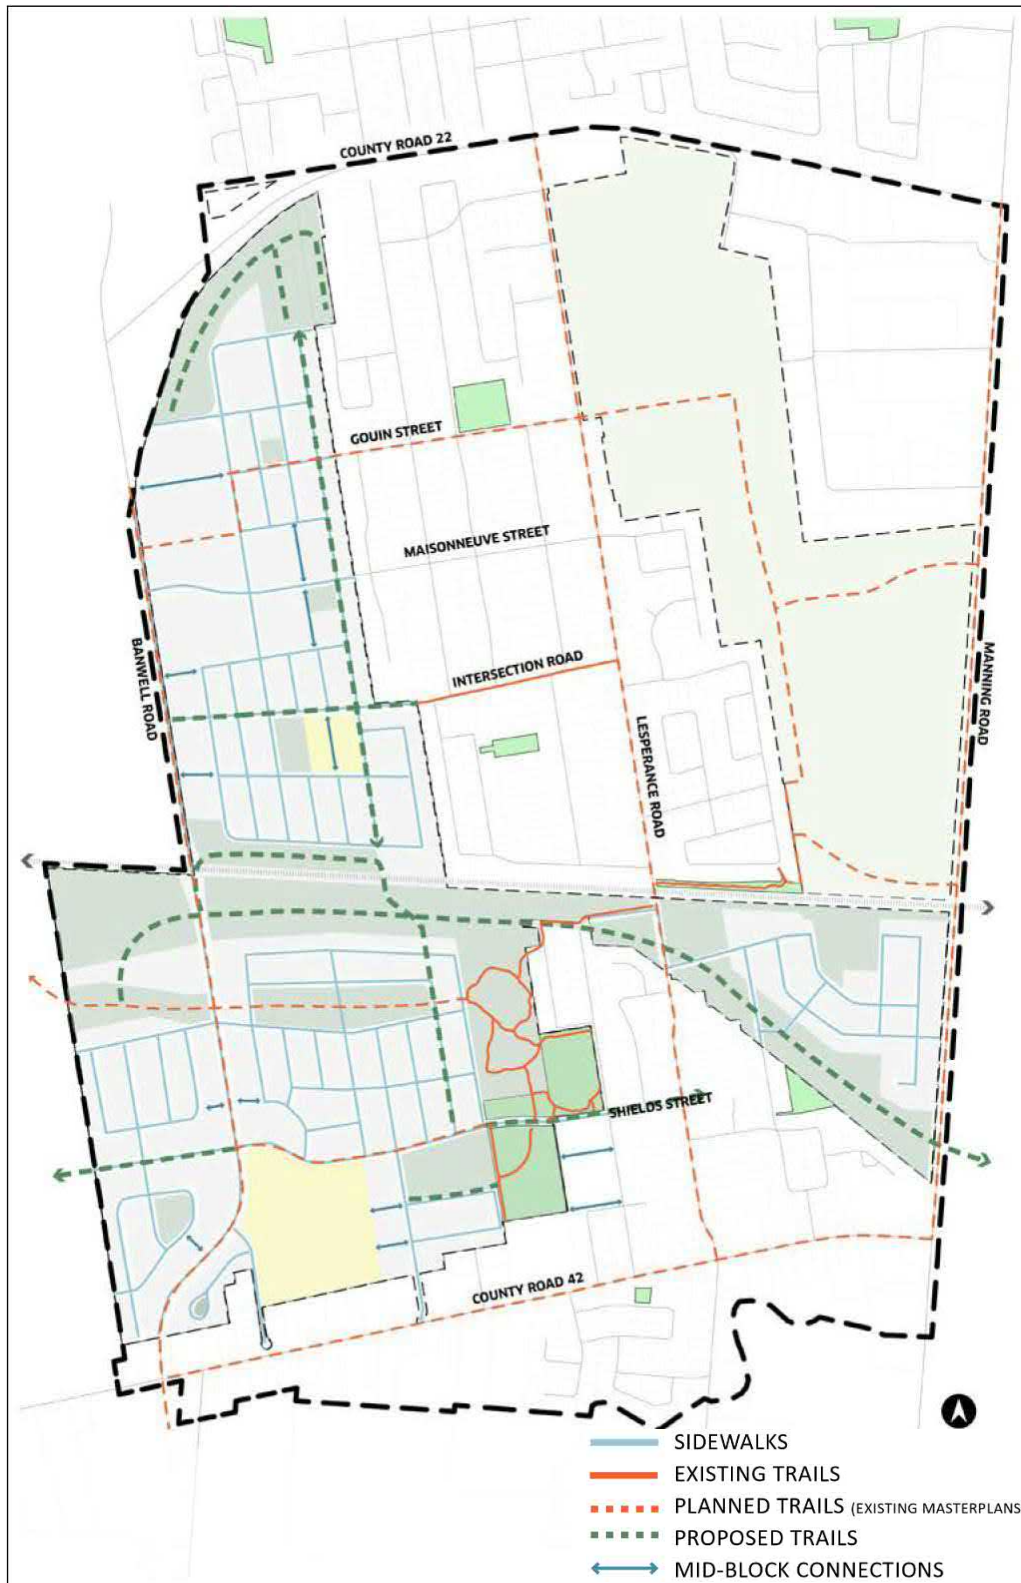 COUNTY ROAD 22
GOUIN STREET
MAISONNEUVE STREET
INTERSECTION ROAD
BANWELL ROAD
LESPERANCE ROAD
MANNING ROAD
SHIELDS STREET
COUNTY ROAD 42
SIDEWALKS
EXISTING TRAILS
PLANNED TRAILS (EXISTING MASTERPLANS
PROPOSED TRAILS
MID-BLOCK CONNECTIONS